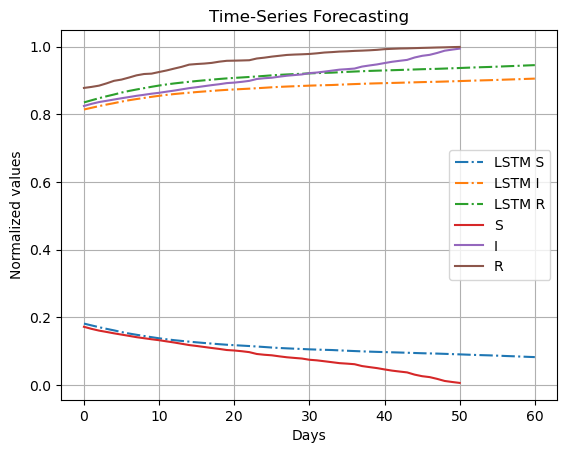 Time-Series Forecasting
Normalized values
1.0
0.8
0.6
0.4
0.2
0.0
LSTM S
LSTM I
LSTM R
S
I
R
0 10 20 30 40 50 60
Days